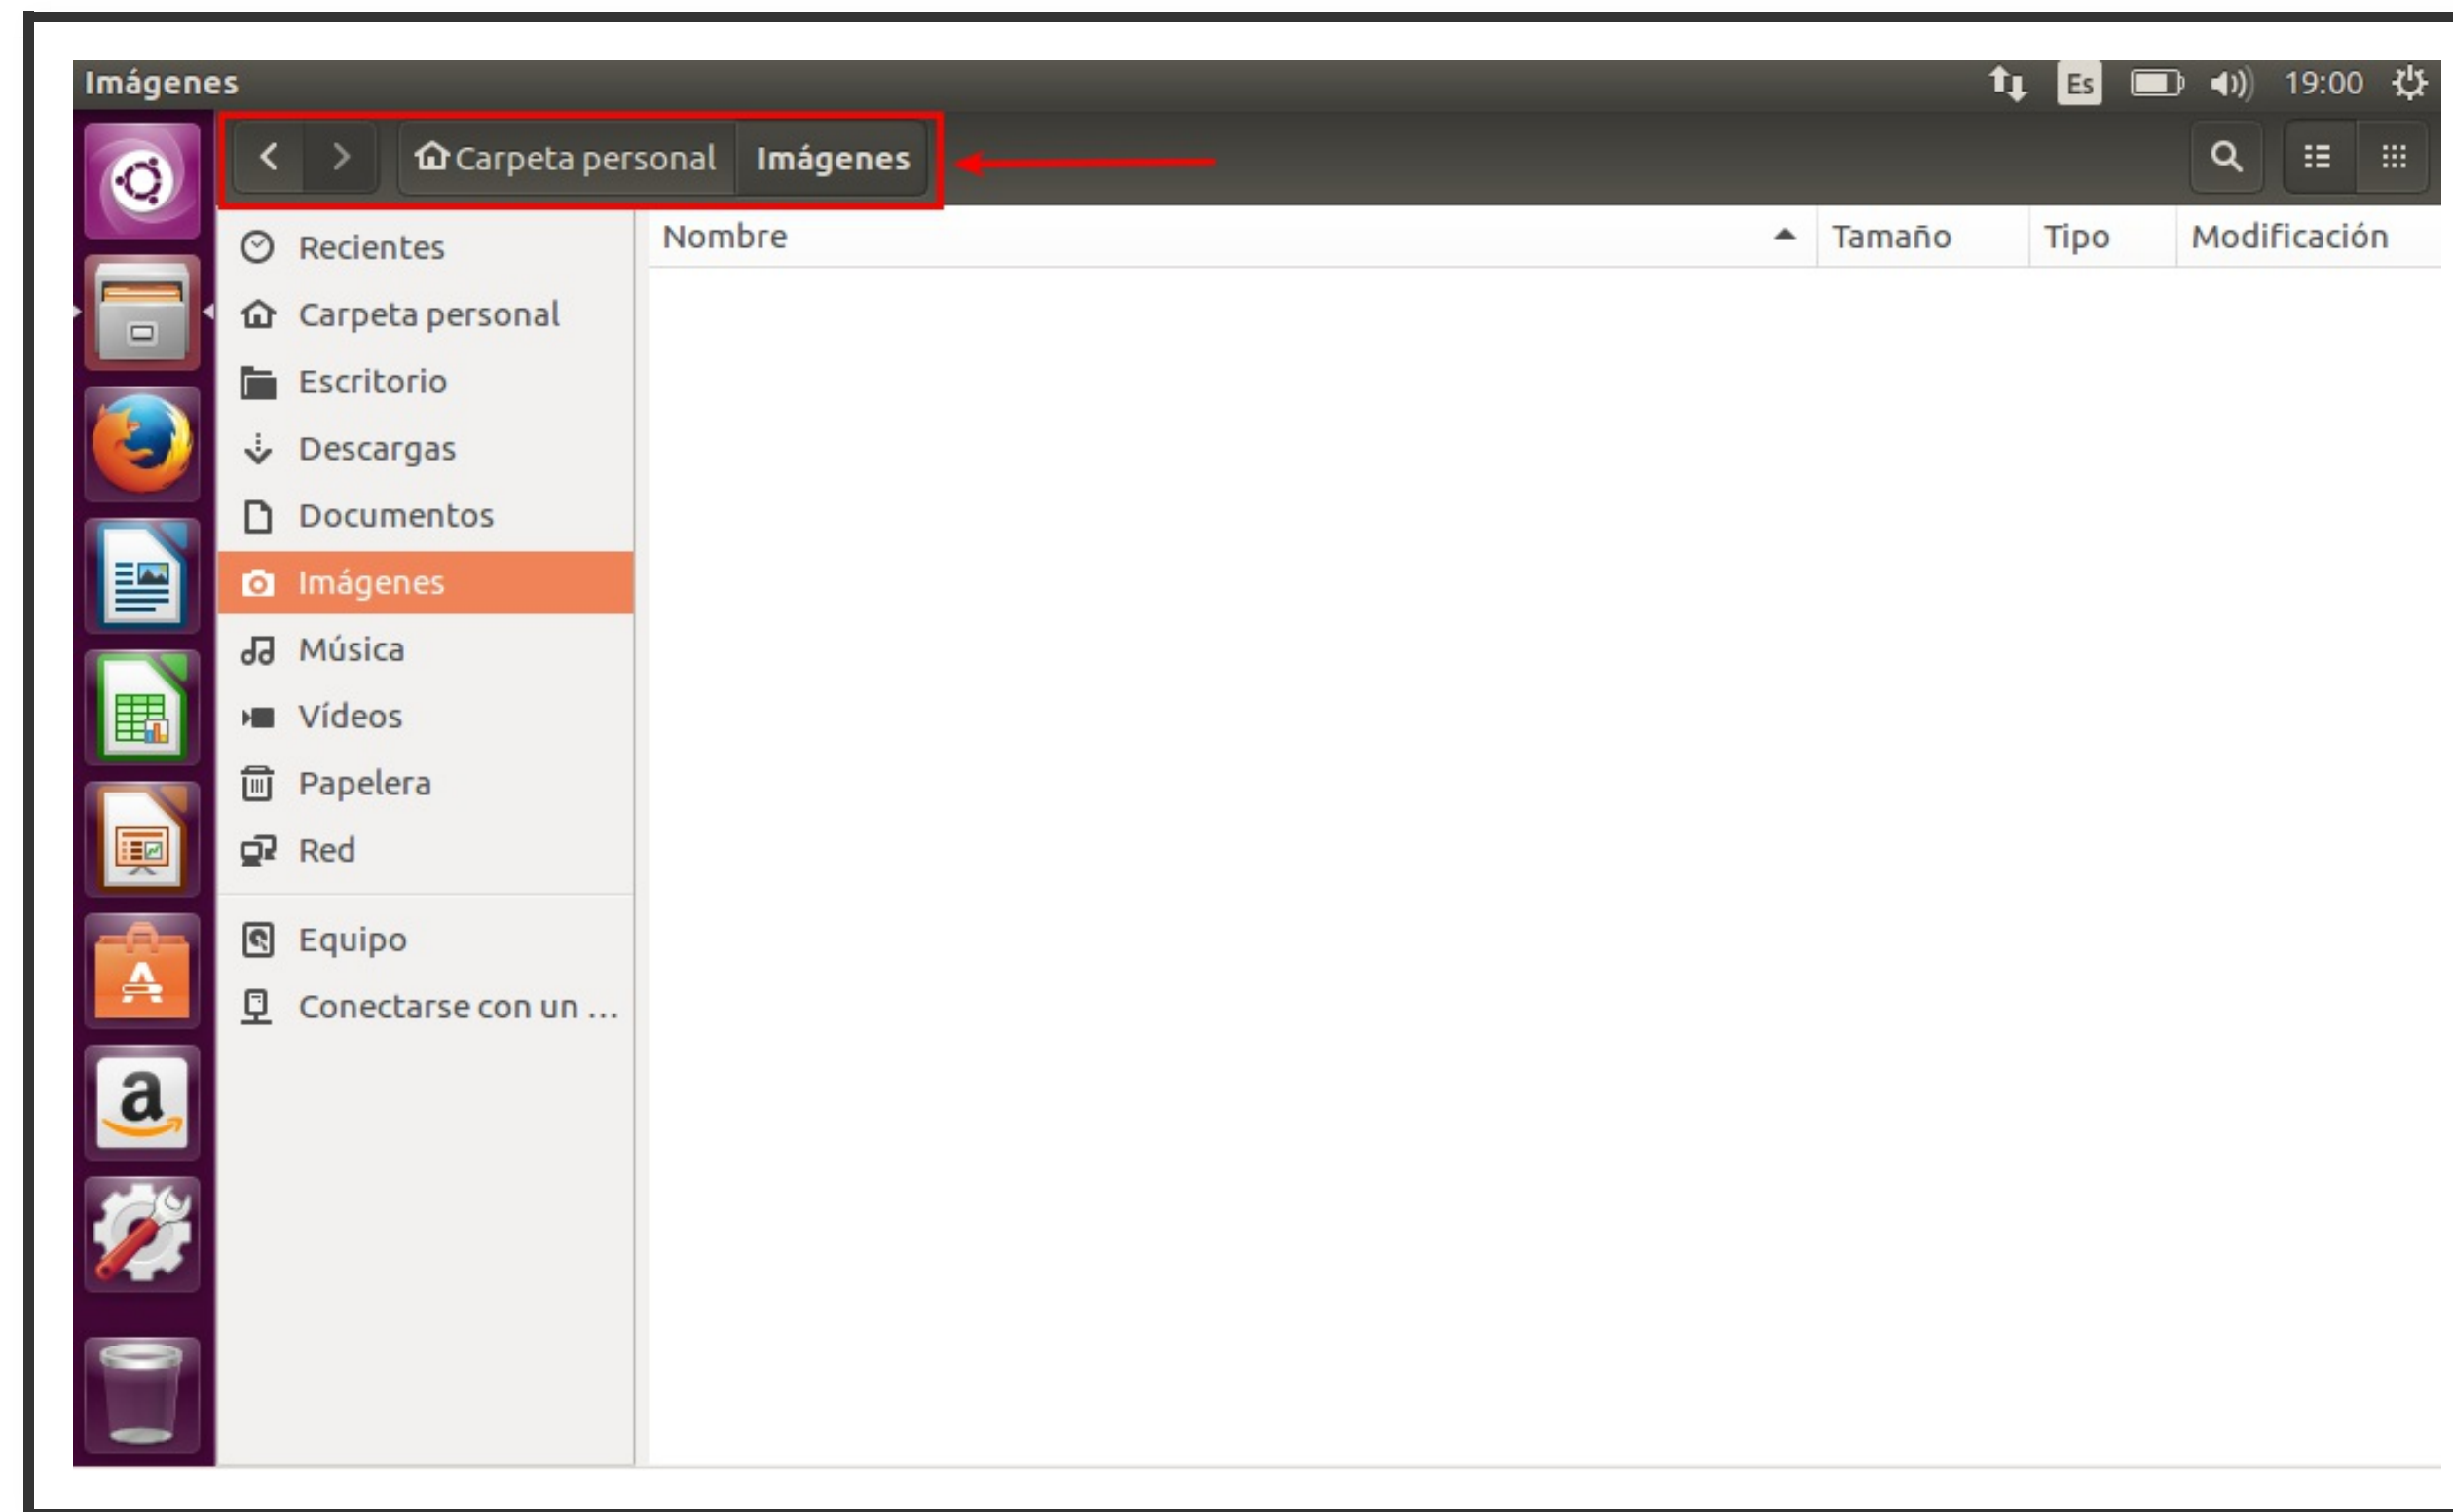 Imágenes
Es 19:00
Carpeta personal Imágenes
Nombre Tamaño Tipo Modificación
Recientes
Carpeta personal
Escritorio
Descargas
Documentos
Imágenes
Música
Vídeos
Papelera
Red
Equipo
Conectarse con un ...
A
a